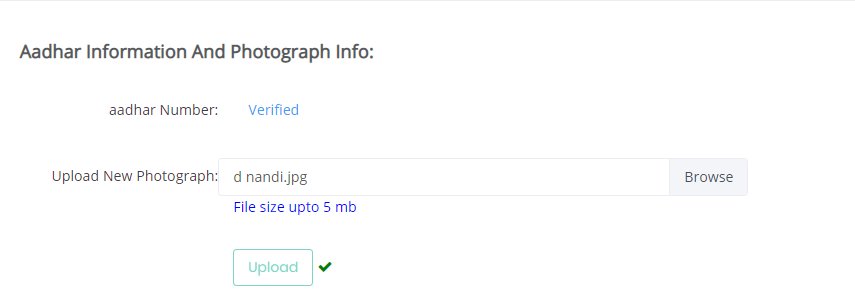 Aadhar Information And Photograph Info:
aadhar Number: Verified
Upload New Photograph: d nandi.jpg Browse
File size upto 5 mb
Upload